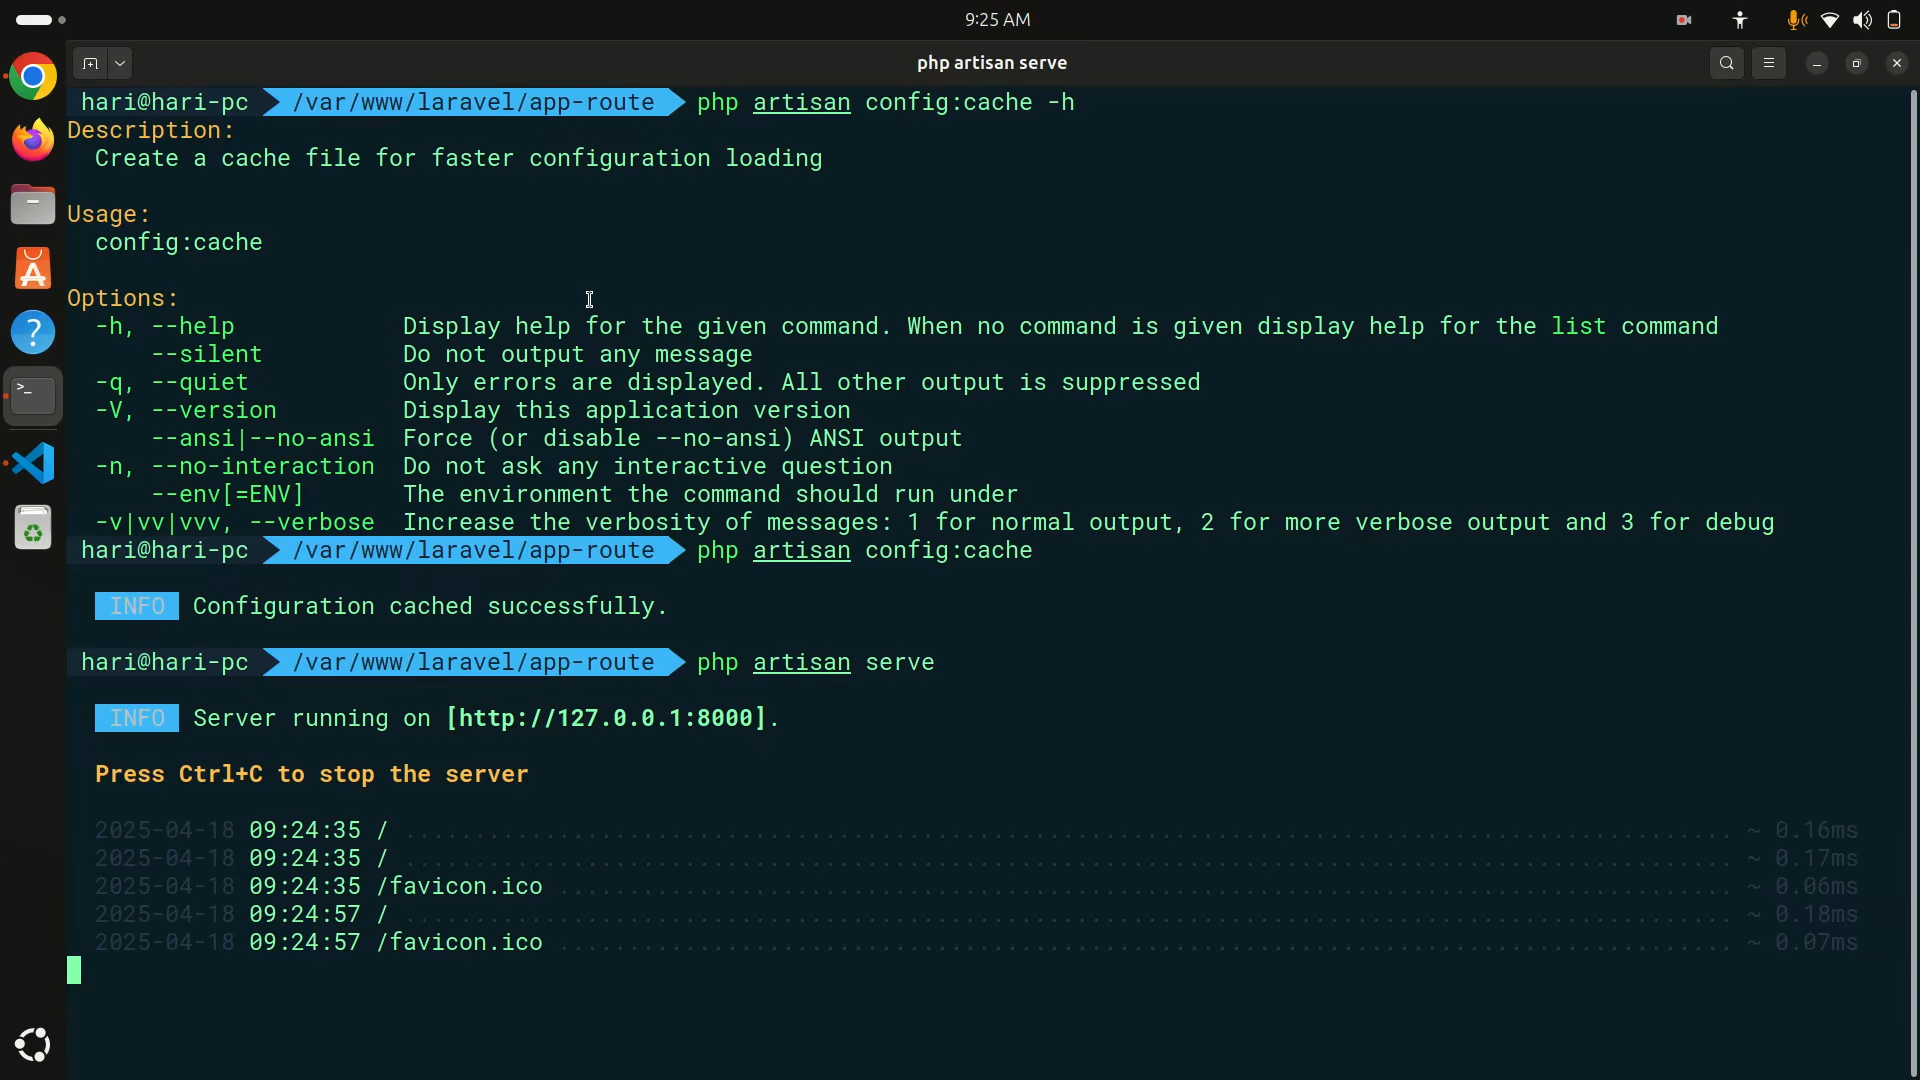 9:25 AM
php artisan serve
hari@hari-pc /var/www/laravel/app-route php artisan config:cache -h
Description:
Create a cache file for faster configuration loading
Usage:
config:cache
Options:
-h, --help Display help for the given command. When no command is given display help for the list command
--silent Do not output any message
-q, --quiet Only errors are displayed. All other output is suppressed
-V, --version Display this application version
--ansi|--no-ansi Force (or disable --no-ansi) ANSI output
-n, --no-interaction Do not ask any interactive question
--env[=ENV] The environment the command should run under
-v|vv|vvv, --verbose Increase the verbosity of messages: 1 for normal output, 2 for more verbose output and 3 for debug
hari@hari-pc /var/www/laravel/app-route php artisan config:cache
INFO Configuration cached successfully.
hari@hari-pc /var/www/laravel/app-route php artisan serve
INFO Server running on [http://127.0.0.1:8000].
Press Ctrl+C to stop the server
2025-04-18 09:24:35 / ~ 0.16ms
2025-04-18 09:24:35 / ~ 0.17ms
2025-04-18 09:24:35 /favicon.ico ~ 0.06ms
2025-04-18 09:24:57 / ~ 0.18ms
2025-04-18 09:24:57 /favicon.ico ~ 0.07ms